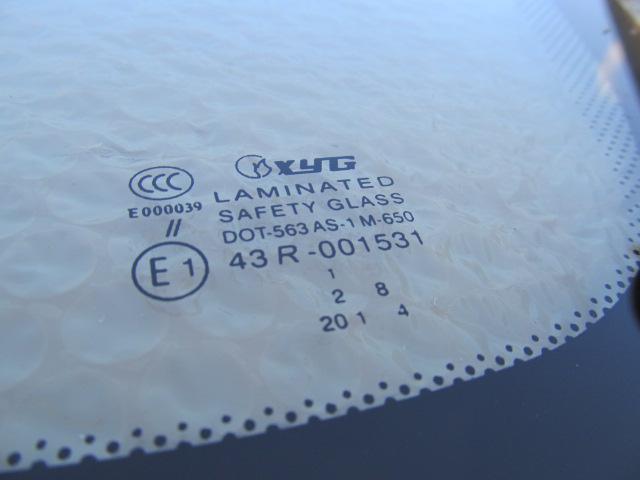 XYG
CCC
LAMINATED
E000039
SAFETY GLASS
//
DOT-563 AS-1 M-650
E1
43 R-001531
1
2 8
20 1 4